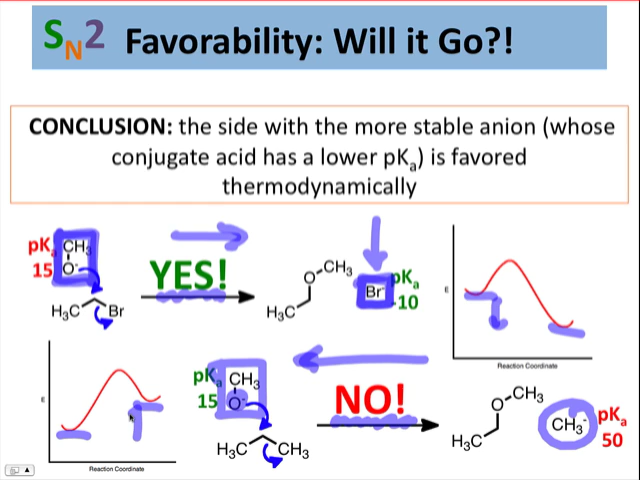 SN2 Favorability: Will it Go?!
CONCLUSION: the side with the more stable anion (whose
conjugate acid has a lower pKa) is favored
thermodynamically
pKa
15
CH3
O-
H3C
Br
YES!
O
CH3
H3C
Br-
pKa
-10
E
Reaction Coordinate
E
Reaction Coordinate
pKa
15
CH3
O-
H3C
CH3
NO!
O
CH3
H3C
CH3-
pKa
50